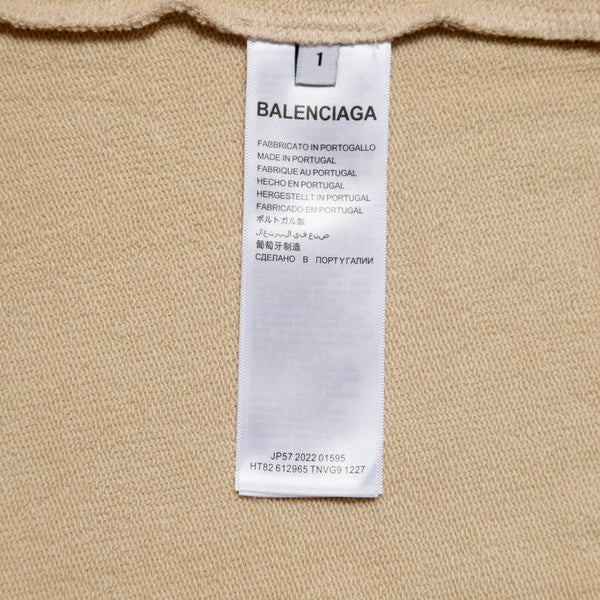 1
BALENCIAGA
FABBRICATO IN PORTOGALLO
MADE IN PORTUGAL
FABRIQUE AU PORTUGAL
HECHO EN PORTUGAL
HERGESTELLT IN PORTUGAL
FABRICADO EM PORTUGAL
ポルトガル製
صنع في البرتغال
葡萄牙制造
СДЕЛАНО В ПОРТУГАЛИИ
JP57 2022 01595
HT82 612965 TNVG9 1227